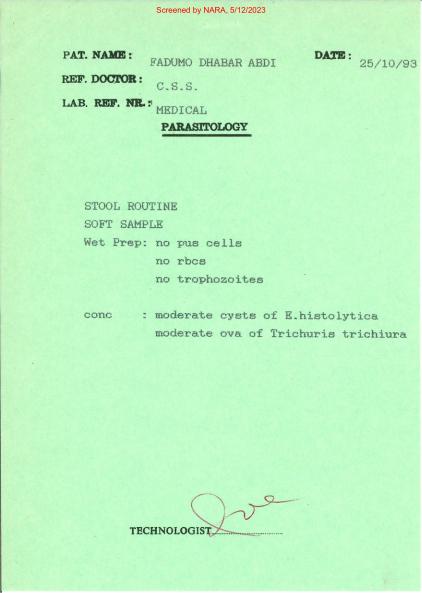 Screened by NARA, 5/12/2023
PAT. NAME: FADUMO DHABAR ABDI DATE: 25/10/93
REF. DOCTOR: C.S.S.
LAB. REF. NR.: MEDICAL
PARASITOLOGY
STOOL ROUTINE
SOFT SAMPLE
Wet Prep: no pus cells
no rbcs
no trophozoites
conc : moderate cysts of E.histolytica
moderate ova of Trichuris trichiura
TECHNOLOGIST